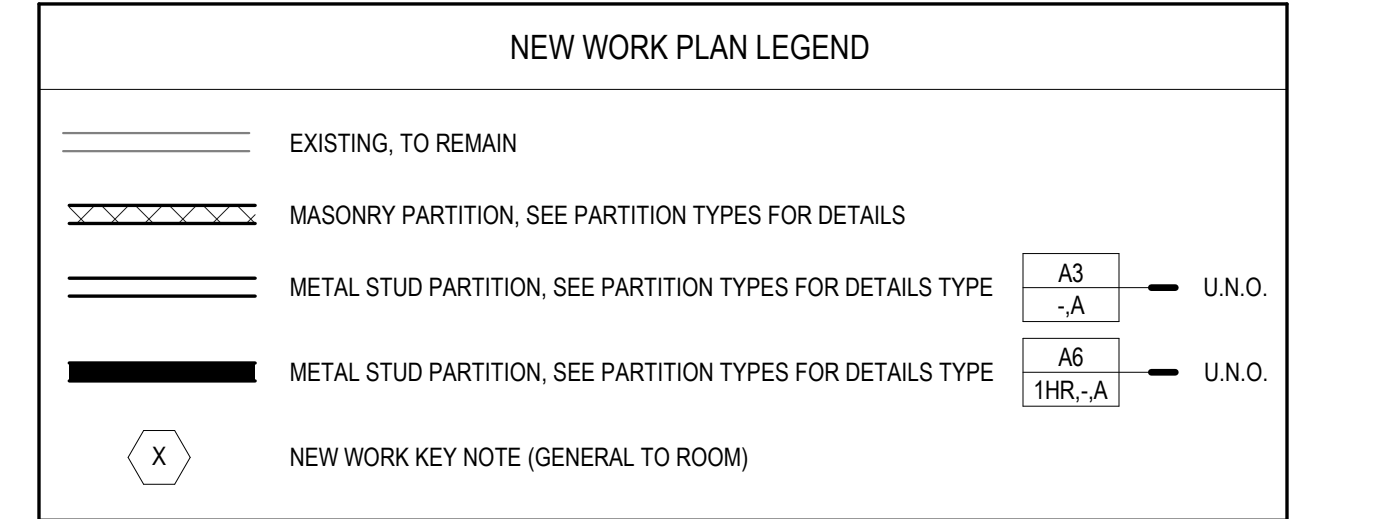 NEW WORK PLAN LEGEND
EXISTING, TO REMAIN
MASONRY PARTITION, SEE PARTITION TYPES FOR DETAILS
METAL STUD PARTITION, SEE PARTITION TYPES FOR DETAILS TYPE
A3
-,A
U.N.O.
METAL STUD PARTITION, SEE PARTITION TYPES FOR DETAILS TYPE
A6
1HR,-,A
U.N.O.
X
NEW WORK KEY NOTE (GENERAL TO ROOM)